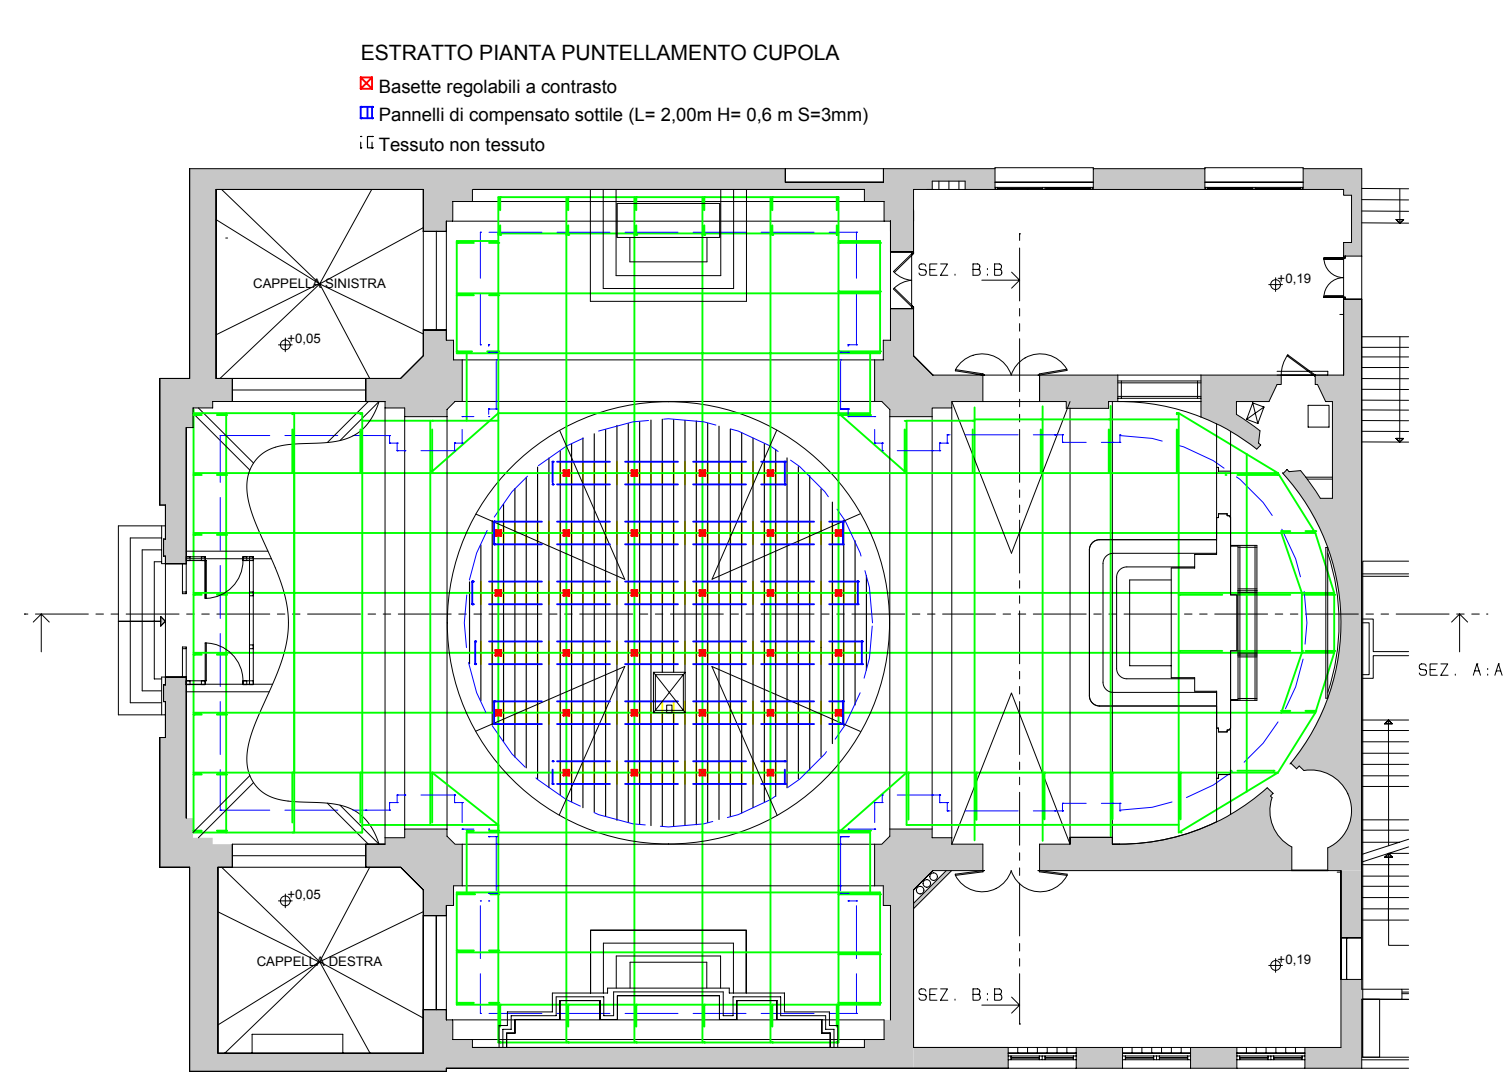 ESTRATTO PIANTA PUNTELLAMENTO CUPOLA
Basette regolabili a contrasto
Pannelli di compensato sottile (L= 2,00m H= 0,6 m S=3mm)
Tessuto non tessuto
SEZ. B:B
+0,19
CAPPELLA SINISTRA
+0,05
SEZ. A:A
+0,05
CAPPELLA DESTRA
+0,19
SEZ. B:B